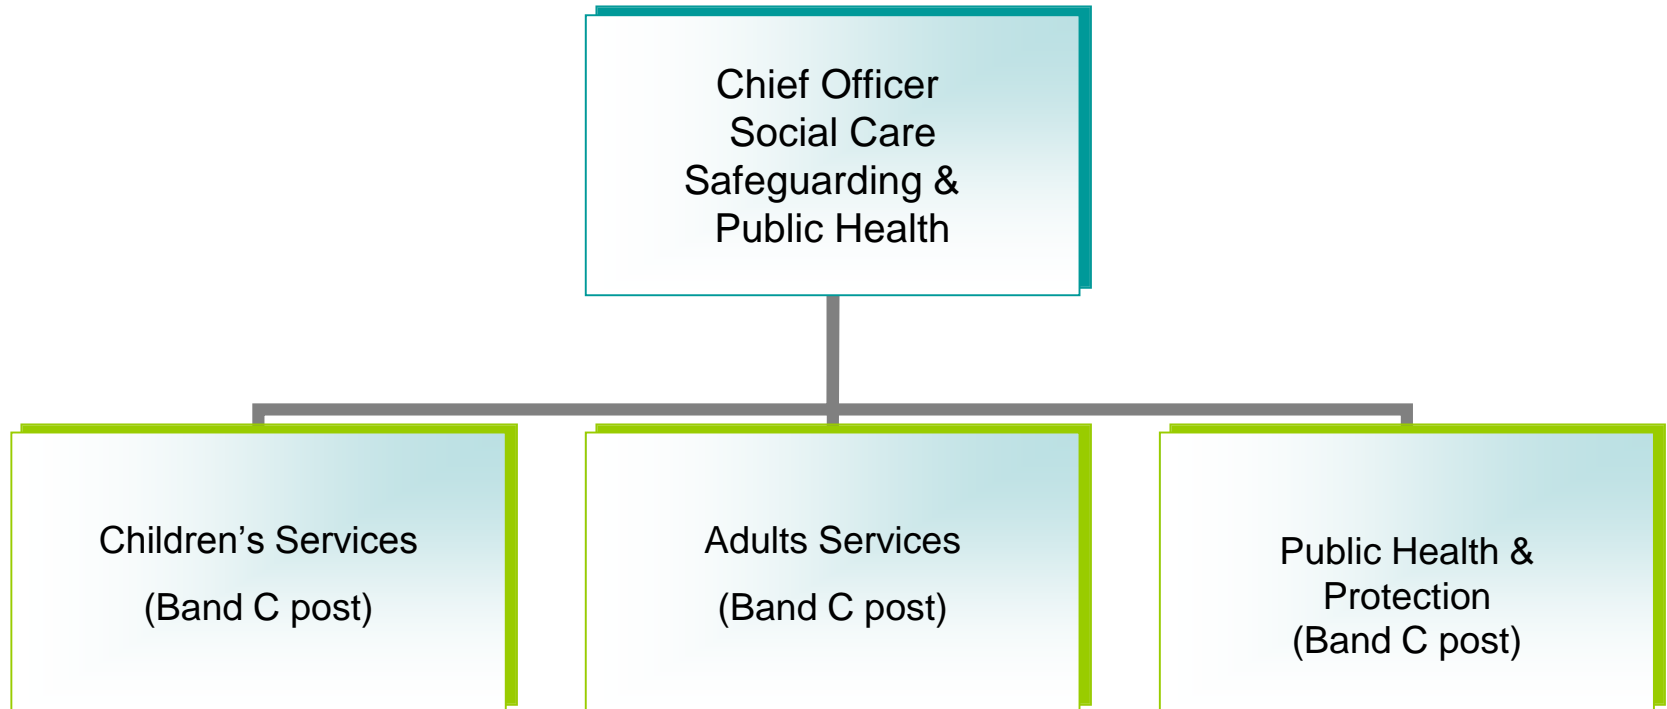 Chief Officer
Social Care
Safeguarding &
Public Health
Children’s Services
(Band C post)
Adults Services
(Band C post)
Public Health &
Protection
(Band C post)